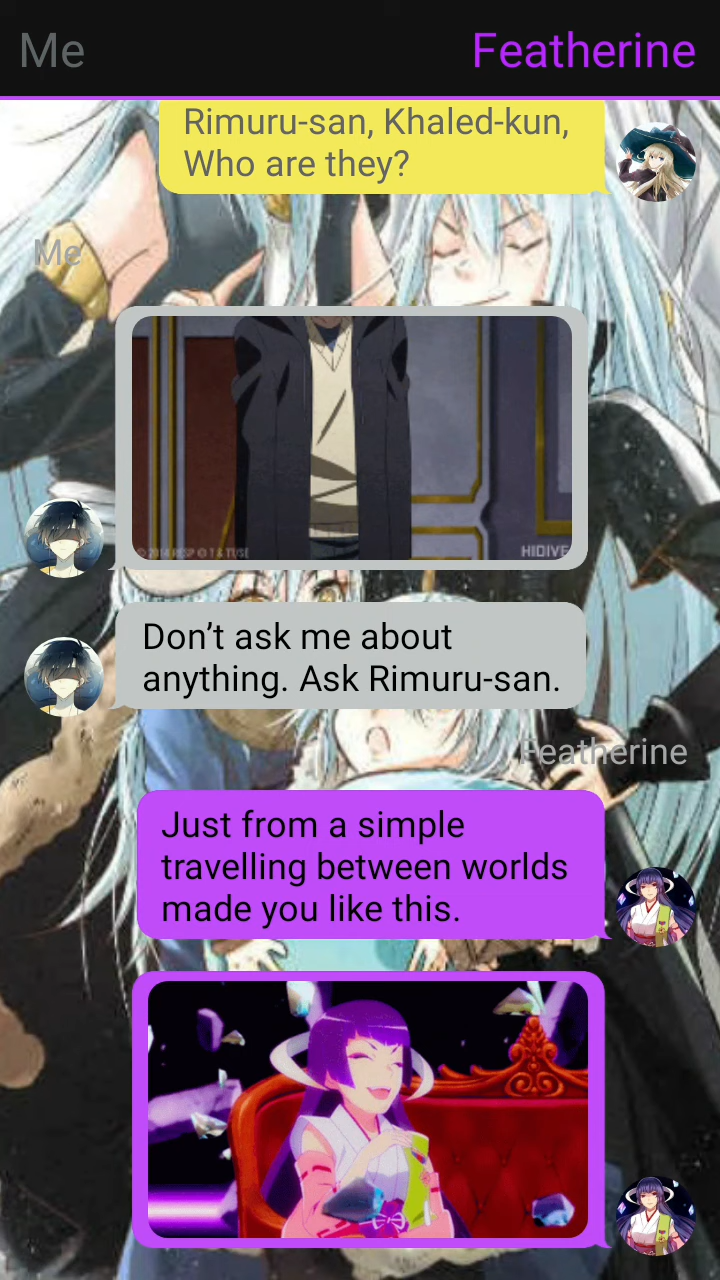 Me
Featherine
Rimuru-san, Khaled-kun,
Who are they?
Me
HIDIVE
Don’t ask me about
anything. Ask Rimuru-san.
Featherine
Just from a simple
travelling between worlds
made you like this.